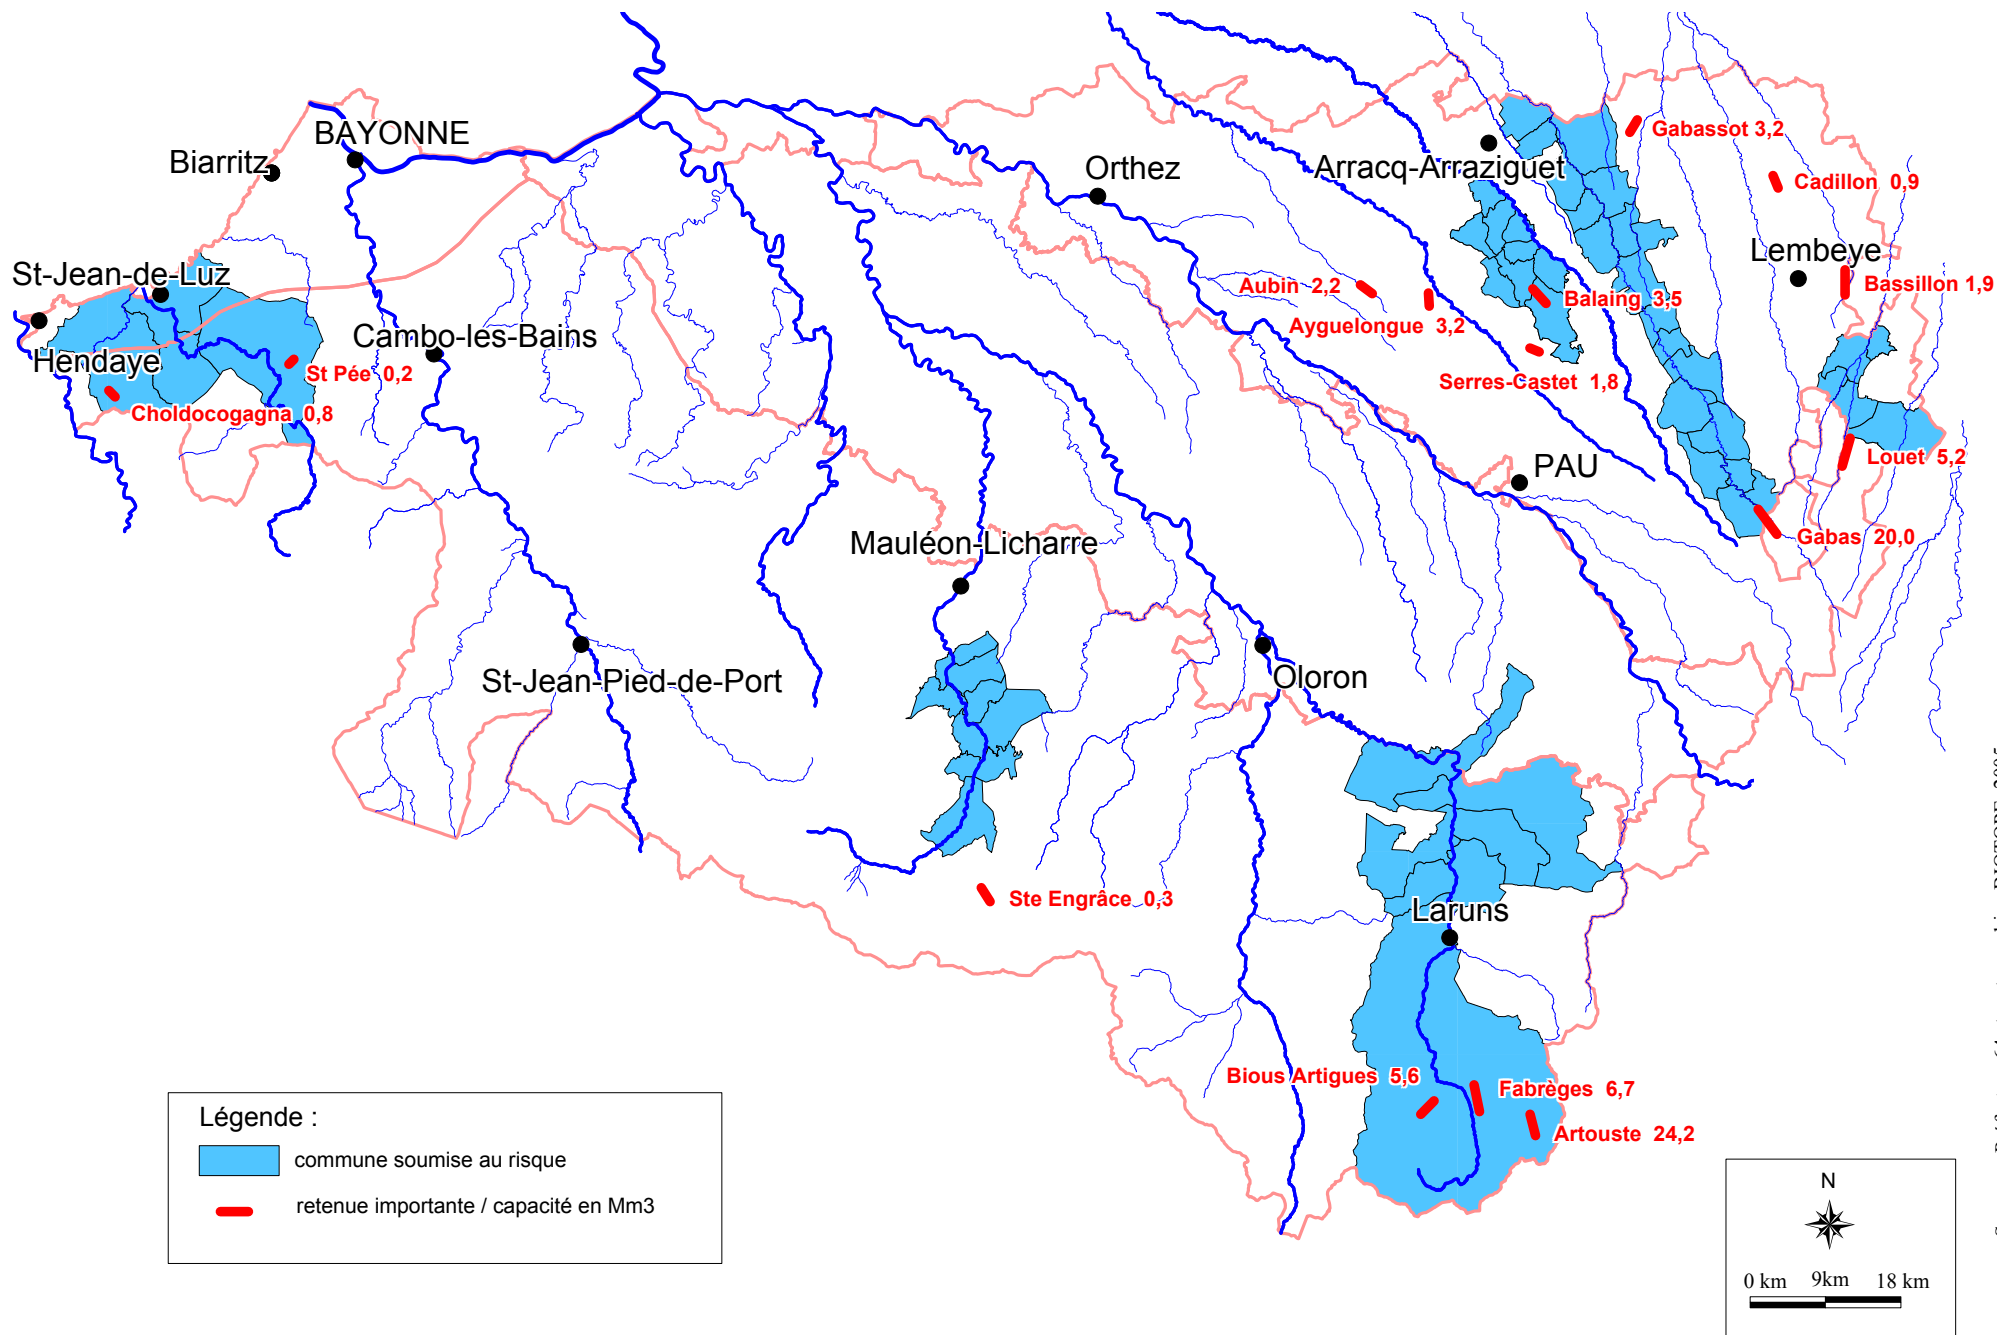 BAYONNE
Biarritz
Orthez
Arracq-Arraziguet
Gabassot 3,2
Cadillon 0,9
Lembeye
Bassillon 1,9
St-Jean-de-Luz
Aubin 2,2
Balaing 3,5
Ayguelongue 3,2
Cambo-les-Bains
Hendaye
St Pée 0,2
Serres-Castet 1,8
Choldocogagna 0,8
Louet 5,2
PAU
Gabas 20,0
Mauléon-Licharre
St-Jean-Pied-de-Port
Oloron
Ste Engrâce 0,3
Laruns
Bious Artigues 5,6
Fabrèges 6,7
Artouste 24,2
Légende :
commune soumise au risque
retenue importante / capacité en Mm3
N
0 km 9km 18 km